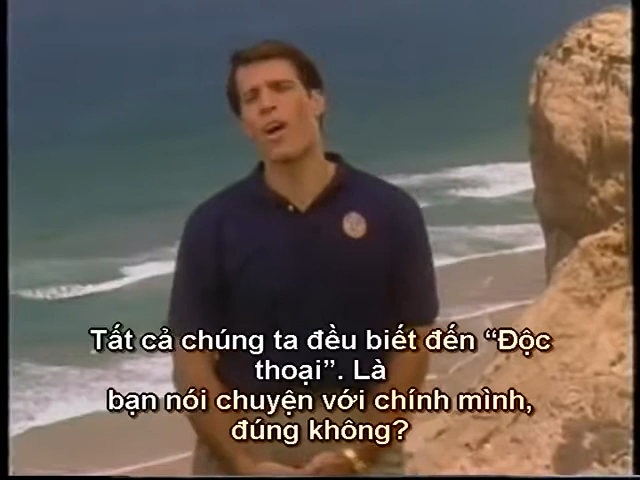 Tất cả chúng ta đều biết đến “Độc
thoại”. Là
bạn nói chuyện với chính mình,
đúng không?